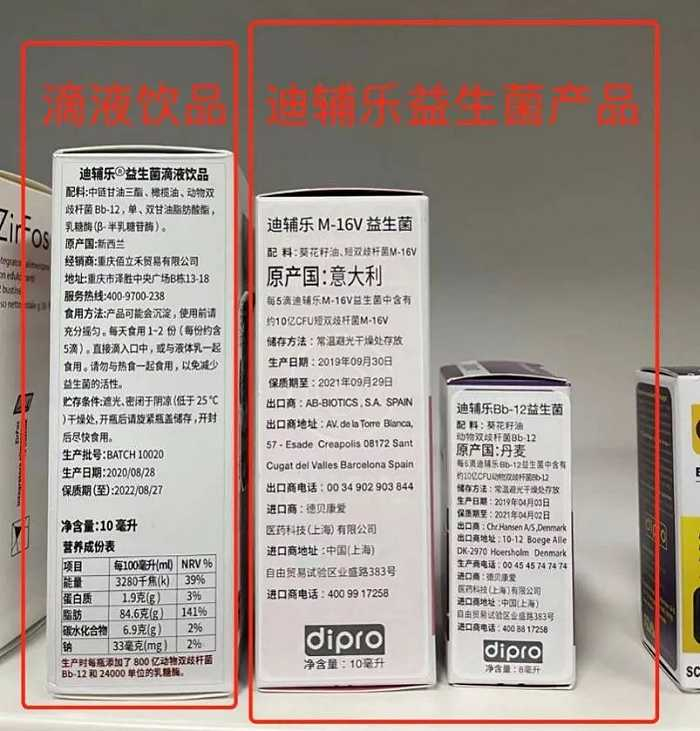 滴液饮品
迪辅乐益生菌产品
迪辅乐®益生菌滴液饮品
配料:中链甘油三酯、橄榄油、动物双
歧杆菌 Bb-12，单、双甘油脂肪酸酯，
乳糖酶(β-半乳糖苷酶)。
原产国:新西兰
经销商:重庆佰立禾贸易有限公司
地址:重庆市泽胜中央广场B栋13-18
服务热线:400-9700-238
食用方法:产品可能会沉淀，使用前请
充分摇匀。每天食用 1-2 份（每份约含
5滴）。直接滴入口中，或与液体乳一起
食用。请勿与热食一起食用，以免减少
益生菌的活性。
贮存条件:遮光、密闭于阴凉(低于 25℃
)干燥处，开瓶后请旋紧瓶盖储存，开封
后尽快食用。
生产批号:BATCH 10020
生产日期:2020/08/28
保质期(至):2022/08/27
净含量:10 毫升
营养成份表
项目 每100毫升(ml) NRV %
能量 3280千焦(k) 39%
蛋白质 1.9克(g) 3%
脂肪 84.6克(g) 141%
碳水化合物 6.9克(g) 2%
钠 33毫克(mg) 2%
生产时每瓶添加了 800 亿动物双歧杆菌
Bb-12 和 24000 单位的乳糖酶。
迪辅乐 M-16V 益生菌
配 料：葵花籽油、短双歧杆菌M-16V
原产国：意大利
每5滴迪辅乐M-16V益生菌中含有
约10亿CFU短双歧杆菌M-16V
储存方法：常温避光干燥处存放
生产日期：2019年09月30日
保质期至：2021年09月29日
出口商：AB-BIOTICS , S.A. SPAIN
出口商地址：AV. de la Torre Blanca,
57 - Esade Creapolis 08172 Sant
Cugat del Valles Barcelona Spain
出口商电话：00 34 902 903 844
进口商：德贝康爱
医药科技(上海)有限公司
进口商地址：中国(上海)
自由贸易试验区业盛路383号
进口商电话：400 99 17258
dipro
净含量：10毫升
迪辅乐Bb-12益生菌
配 料：葵花籽油
动物双歧杆菌Bb-12
原产国：丹麦
每6滴迪辅乐Bb-12益生菌中含有
约10亿CFU动物双歧杆菌Bb-12
储存方法：常温避光干燥处存放
生产日期：2019年04月03日
保质期至：2021年04月02日
出口商：Chr.Hansen A/S,Denmark
出口商地址：10-12 Boege Alle
DK-2970 Hoersholm Denmark
生产商电话：00 45 45 74 74 74
进口商：德贝康爱
医药科技(上海)有限公司
进口商地址：中国(上海)
自由贸易试验区业盛路383号
进口商电话：400 88 17258
dipro
净含量：8毫升
ZirFos
dipro
SC